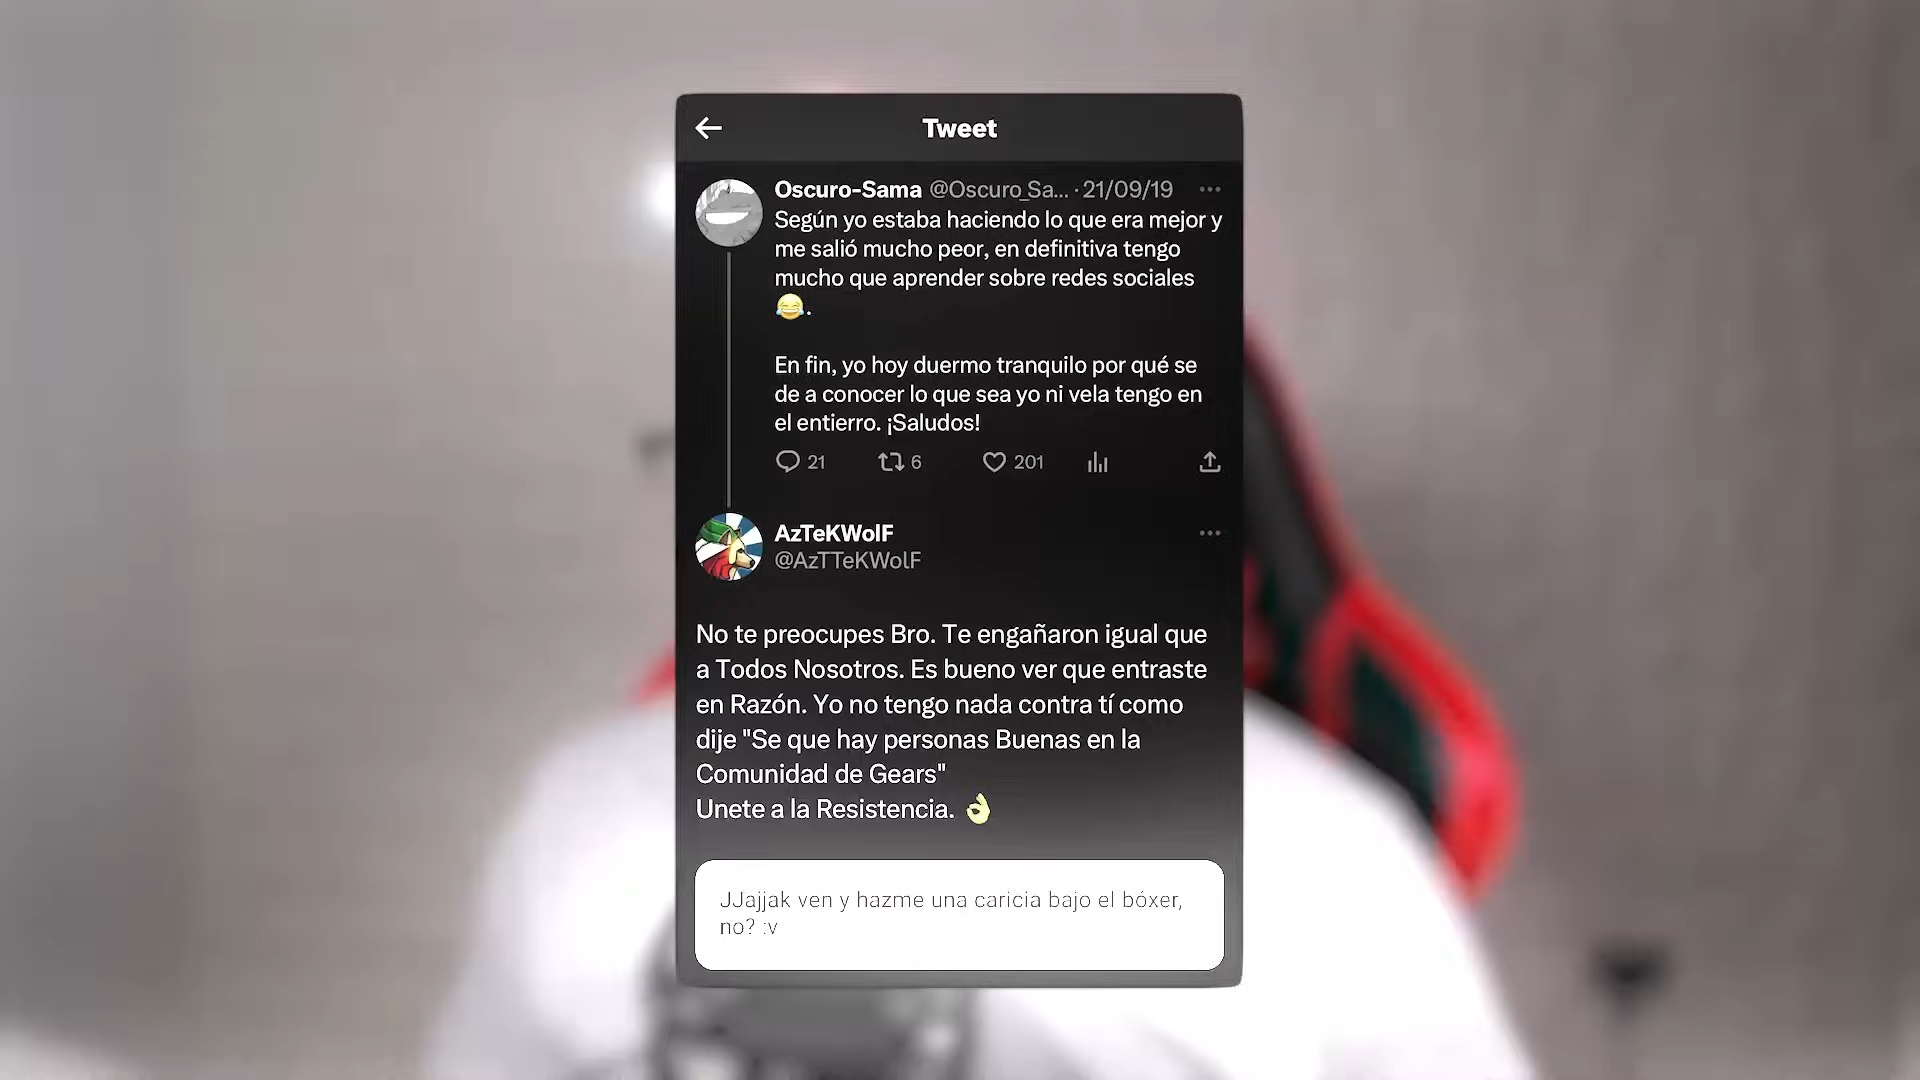 Tweet
Oscuro-Sama @Oscuro_Sa... · 21/09/19
Según yo estaba haciendo lo que era mejor y
me salió mucho peor, en definitiva tengo
mucho que aprender sobre redes sociales
😂.
En fin, yo hoy duermo tranquilo por qué se
de a conocer lo que sea yo ni vela tengo en
el entierro. ¡Saludos!
21 6 201
AzTeKWolF
@AzTTeKWolF
No te preocupes Bro. Te engañaron igual que
a Todos Nosotros. Es bueno ver que entraste
en Razón. Yo no tengo nada contra tí como
dije "Se que hay personas Buenas en la
Comunidad de Gears"
Unete a la Resistencia. 👌
JJajjak ven y hazme una caricia bajo el bóxer,
no? :v